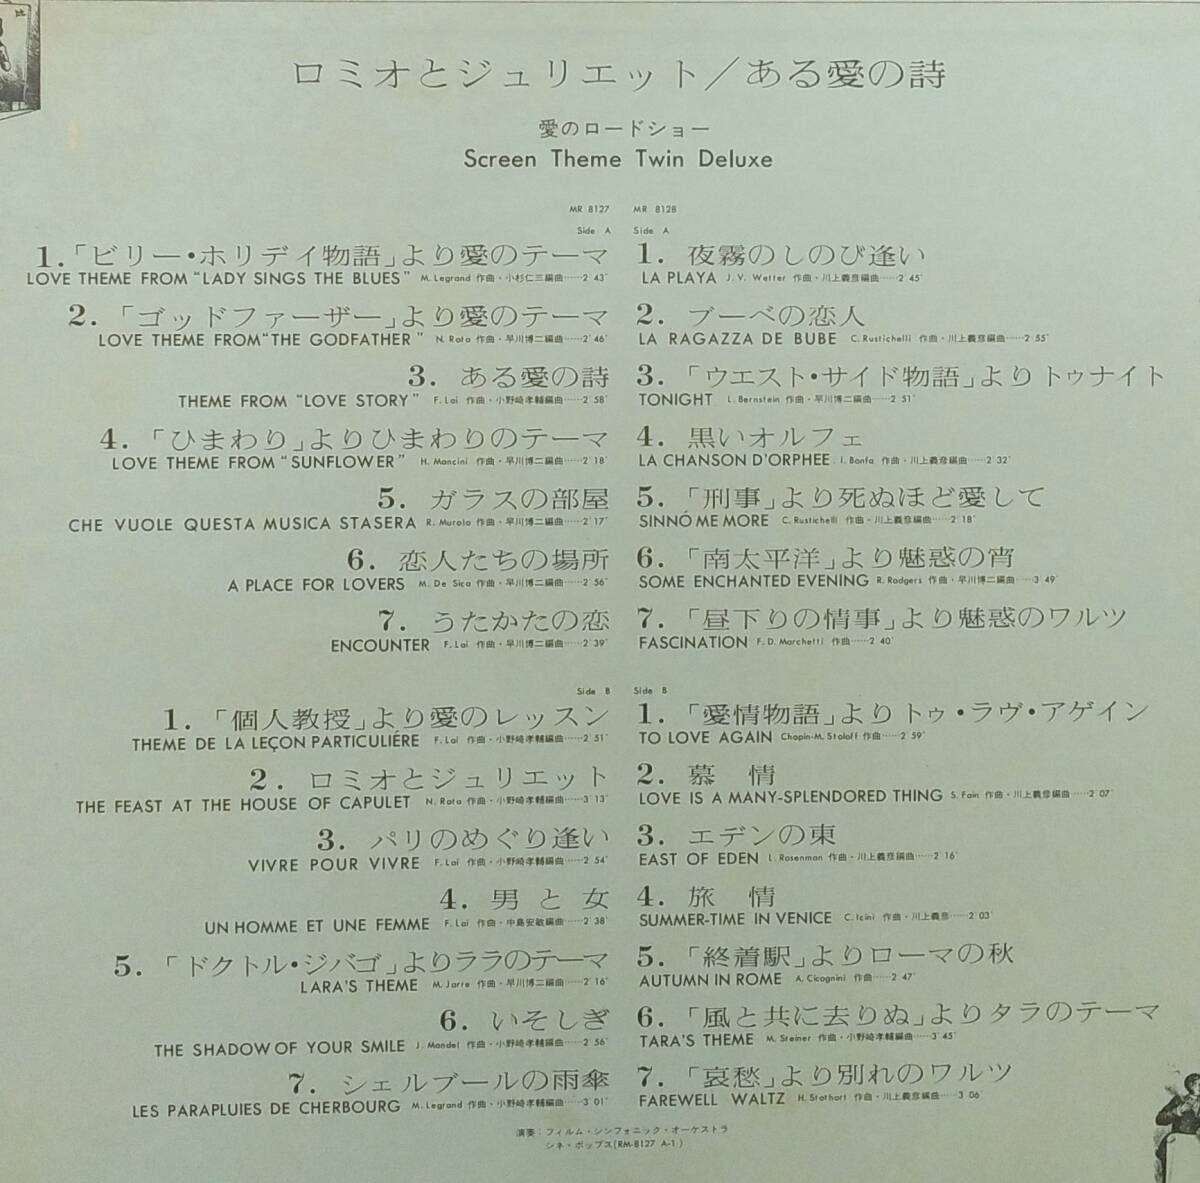 ロミオとジュリエット/ある愛の詩
愛のロードショー
Screen Theme Twin Deluxe
MR 8127
Side A
1.「ビリー・ホリデイ物語」より愛のテーマ
LOVE THEME FROM "LADY SINGS THE BLUES" M. Legrand 作曲・小杉仁三編曲……2′43″
2.「ゴッドファーザー」より愛のテーマ
LOVE THEME FROM "THE GODFATHER" N. Rota 作曲・早川博二編曲……2′46″
3. ある愛の詩
THEME FROM "LOVE STORY" F. Lai 作曲・小野崎孝輔編曲……2′58″
4.「ひまわり」よりひまわりのテーマ
LOVE THEME FROM "SUNFLOWER" H. Mancini 作曲・早川博二編曲……2′18″
5. ガラスの部屋
CHE VUOLE QUESTA MUSICA STASERA R. Murolo 作曲・早川博二編曲……2′17″
6. 恋人たちの場所
A PLACE FOR LOVERS M. De Sica 作曲・早川博二編曲……2′56″
7. うたかたの恋
ENCOUNTER F. Lai 作曲・早川博二編曲……2′39″
Side B
1.「個人教授」より愛のレッスン
THEME DE LA LEÇON PARTICULIÉRE F. Lai 作曲・小野崎孝輔編曲……2′51″
2. ロミオとジュリエット
THE FEAST AT THE HOUSE OF CAPULET N. Rota 作曲・小野崎孝輔編曲……3′13″
3. パリのめぐり逢い
VIVRE POUR VIVRE F. Lai 作曲・小野崎孝輔編曲……2′54″
4. 男と女
UN HOMME ET UNE FEMME F. Lai 作曲・中島安敏編曲……2′38″
5.「ドクトル・ジバゴ」よりララのテーマ
LARA'S THEME M. Jarre 作曲・早川博二編曲……2′16″
6. いそしぎ
THE SHADOW OF YOUR SMILE J. Mandel 作曲・小野崎孝輔編曲……2′56″
7. シェルブールの雨傘
LES PARAPLUIES DE CHERBOURG M. Legrand 作曲・小野崎孝輔編曲……3′01″
MR 8128
Side A
1. 夜霧のしのび逢い
LA PLAYA J. V. Wetter 作曲・川上義彦編曲……2′45″
2. ブーベの恋人
LA RAGAZZA DE BUBE C. Rustichelli 作曲・川上義彦編曲……2′55″
3.「ウエスト・サイド物語」よりトゥナイト
TONIGHT L. Bernstein 作曲・早川博二編曲……2′51″
4. 黒いオルフェ
LA CHANSON D'ORPHEE. l. Bonfa 作曲・川上義彦編曲……2′32″
5.「刑事」より死ぬほど愛して
SINNÓ ME MORE C. Rustichelli 作曲・川上義彦編曲……2′18″
6.「南太平洋」より魅惑の宵
SOME ENCHANTED EVENING R. Rodgers 作曲・早川博二編曲……3′49″
7.「昼下りの情事」より魅惑のワルツ
FASCINATION F. D. Marchetti 作曲……2′40″
Side B
1.「愛情物語」よりトゥ・ラヴ・アゲイン
TO LOVE AGAIN Chopin-M. Stoloff 作曲……2′59″
2. 慕情
LOVE IS A MANY-SPLENDORED THING S. Fain 作曲・川上義彦編曲……2′07″
3. エデンの東
EAST OF EDEN L. Rosenman 作曲・川上義彦編曲……2′16″
4. 旅情
SUMMER-TIME IN VENICE C. Icini 作曲・川上義彦……2′03″
5.「終着駅」よりローマの秋
AUTUMN IN ROME A. Cicognini 作曲……2′47″
6.「風と共に去りぬ」よりタラのテーマ
TARA'S THEME M. Steiner 作曲・小野崎孝輔編曲……3′45″
7.「哀愁」より別れのワルツ
FAREWELL WALTZ H. Stothart 作曲・川上義彦編曲……3′06″
演奏:フィルム・シンフォニック・オーケストラ
シネ・ポップス(RM-8127 A-1)